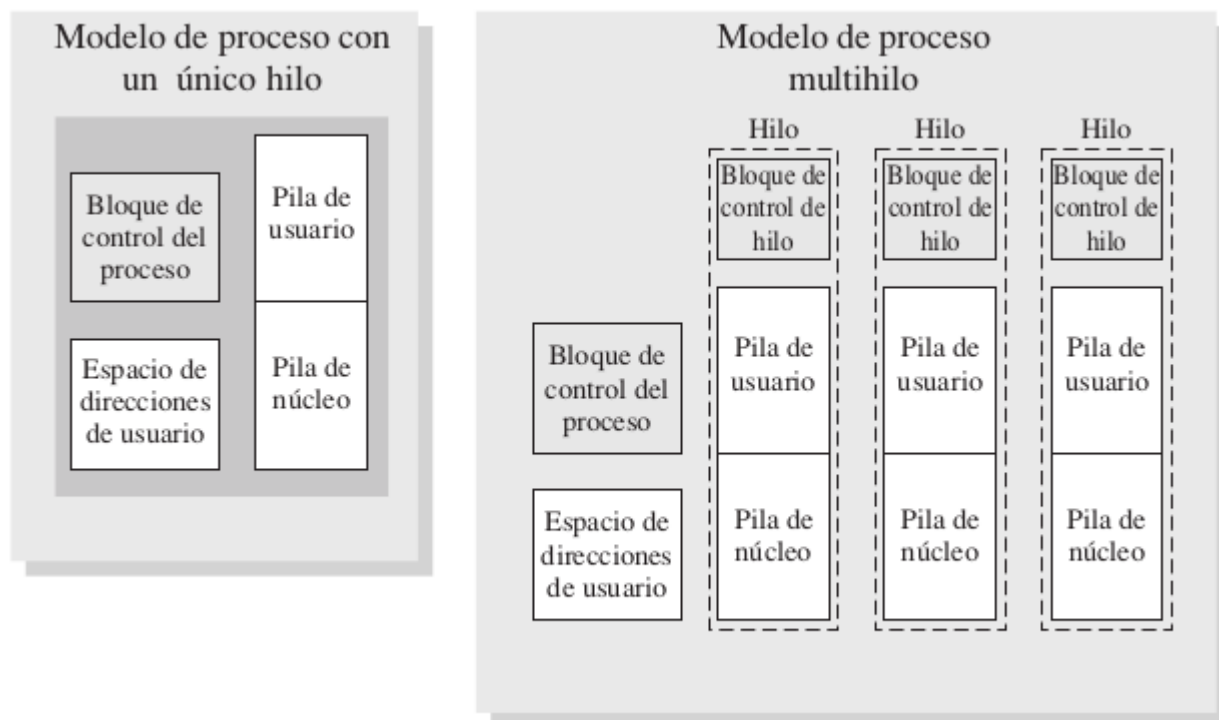 Modelo de proceso con
un único hilo
Bloque de
control del
proceso
Espacio de
direcciones
de usuario
Pila de
usuario
Pila de
núcleo
Modelo de proceso
multihilo
Bloque de
control del
proceso
Espacio de
direcciones
de usuario
Hilo
Bloque de
control de
hilo
Pila de
usuario
Pila de
núcleo
Hilo
Bloque de
control de
hilo
Pila de
usuario
Pila de
núcleo
Hilo
Bloque de
control de
hilo
Pila de
usuario
Pila de
núcleo